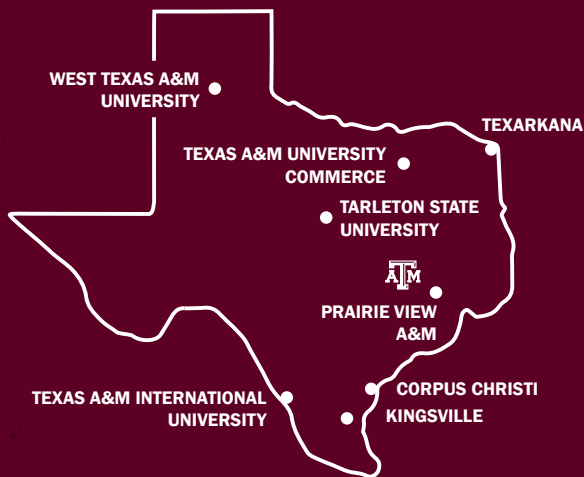 WEST TEXAS A&M
UNIVERSITY
TEXARKANA
TEXAS A&M UNIVERSITY
COMMERCE
TARLETON STATE
UNIVERSITY
ATM
PRAIRIE VIEW
A&M
TEXAS A&M INTERNATIONAL
UNIVERSITY
CORPUS CHRISTI
KINGSVILLE